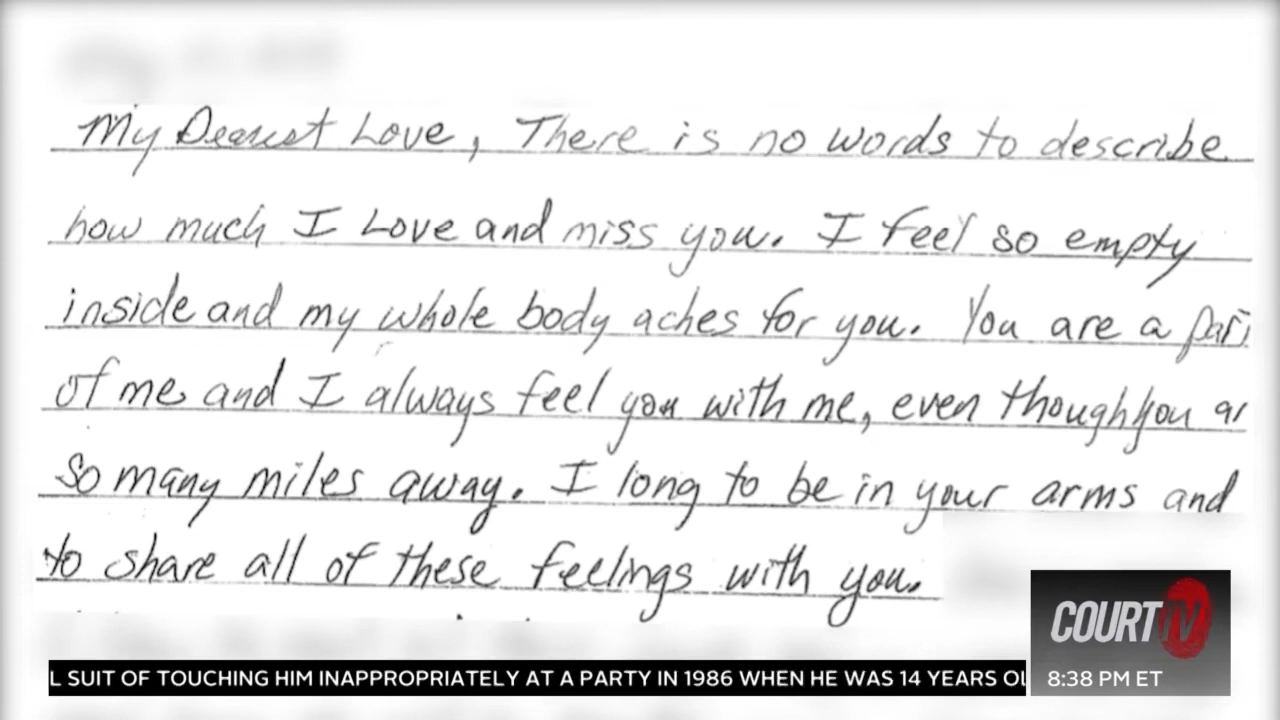 My Dearest Love, There is no words to describe
how much I Love and miss you. I feel so empty
inside and my whole body aches for you. You are a part
of me and I always feel you with me, even though you ar
so many miles away. I long to be in your arms and
to share all of these feelings with you.
COURT TV
L SUIT OF TOUCHING HIM INAPPROPRIATELY AT A PARTY IN 1986 WHEN HE WAS 14 YEARS OL
8:38 PM ET